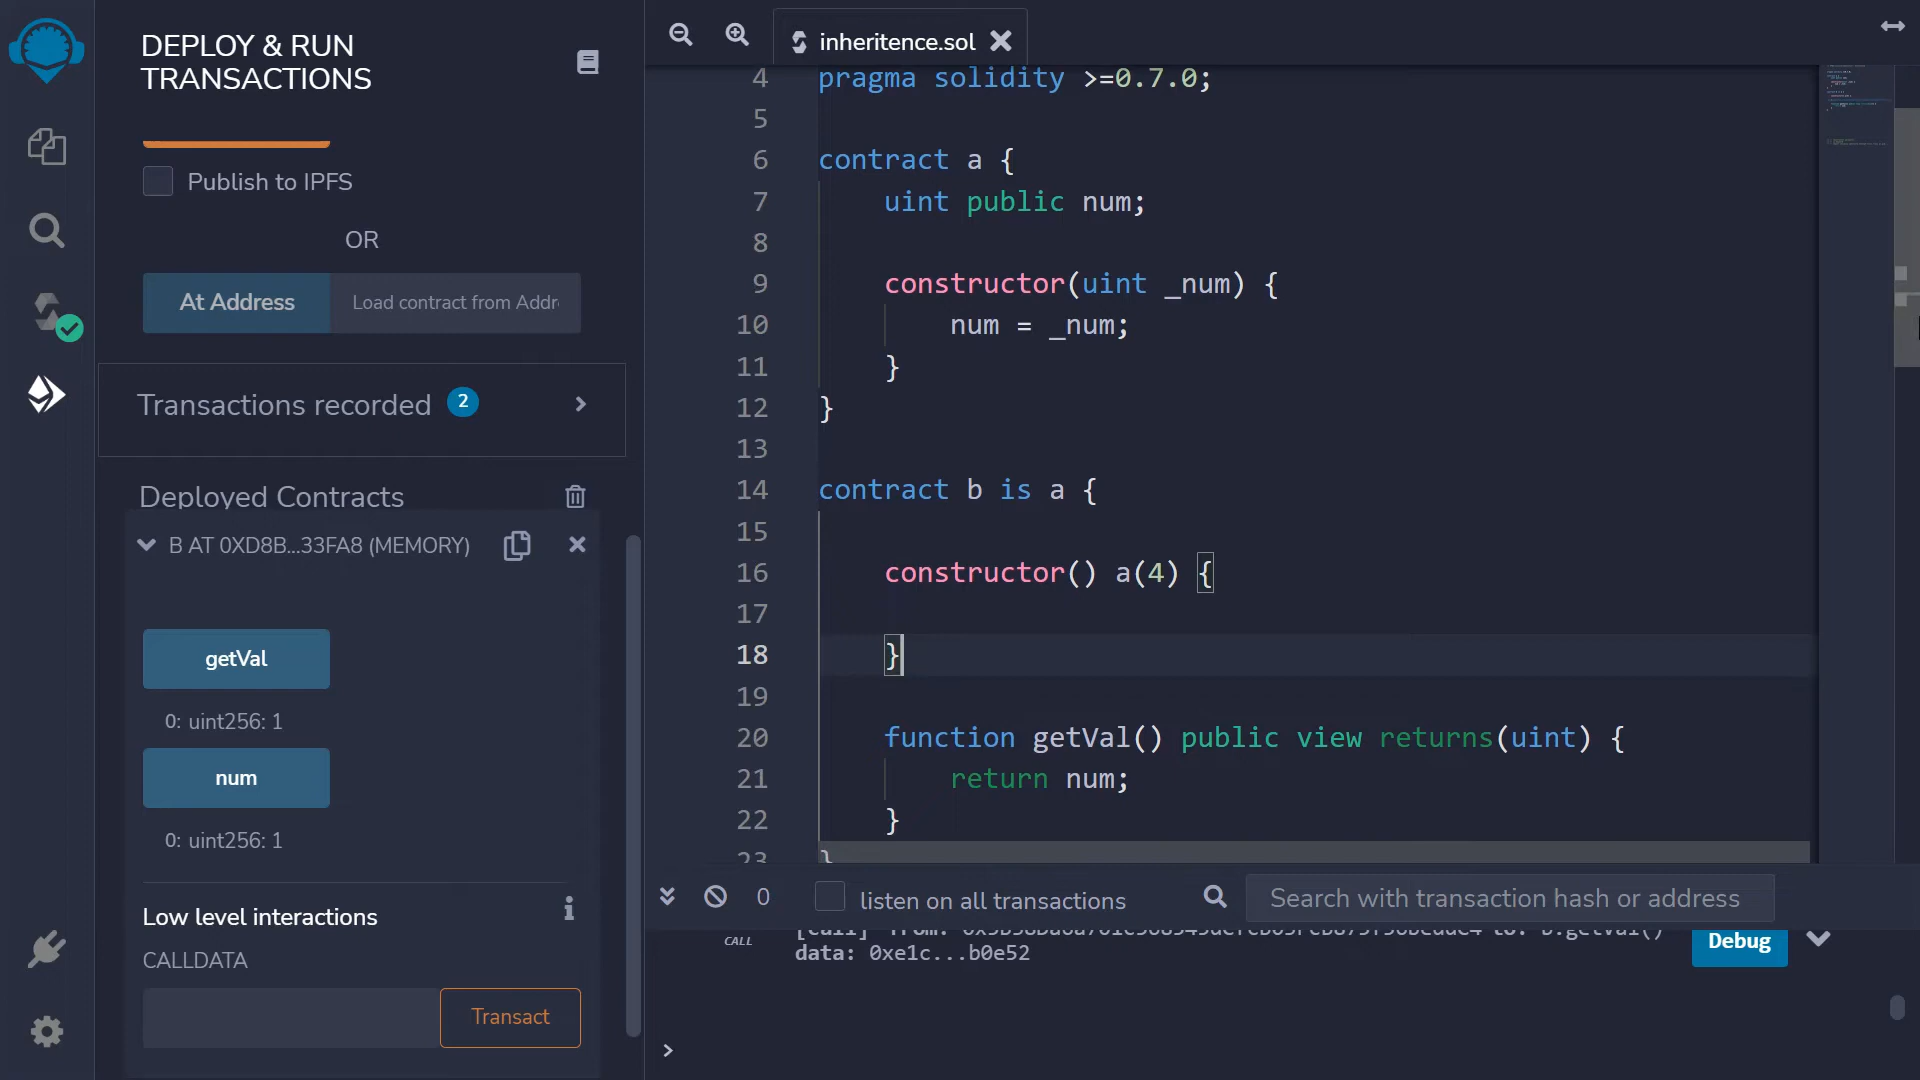 DEPLOY & RUN
TRANSACTIONS
Publish to IPFS
OR
At Address
Load contract from Addr
Transactions recorded 2
Deployed Contracts
B AT 0XD8B...33FA8 (MEMORY)
getVal
0: uint256: 1
num
0: uint256: 1
Low level interactions
CALLDATA
Transact
inheritence.sol
4 pragma solidity >=0.7.0;
5
6 contract a {
7 uint public num;
8
9 constructor(uint _num) {
10 num = _num;
11 }
12 }
13
14 contract b is a {
15
16 constructor() a(4) {
17
18 }
19
20 function getVal() public view returns(uint) {
21 return num;
22 }
23 }
0
listen on all transactions
Search with transaction hash or address
CALL
[call] from: to: b.getVal()
data: 0xe1c...b0e52
Debug
>